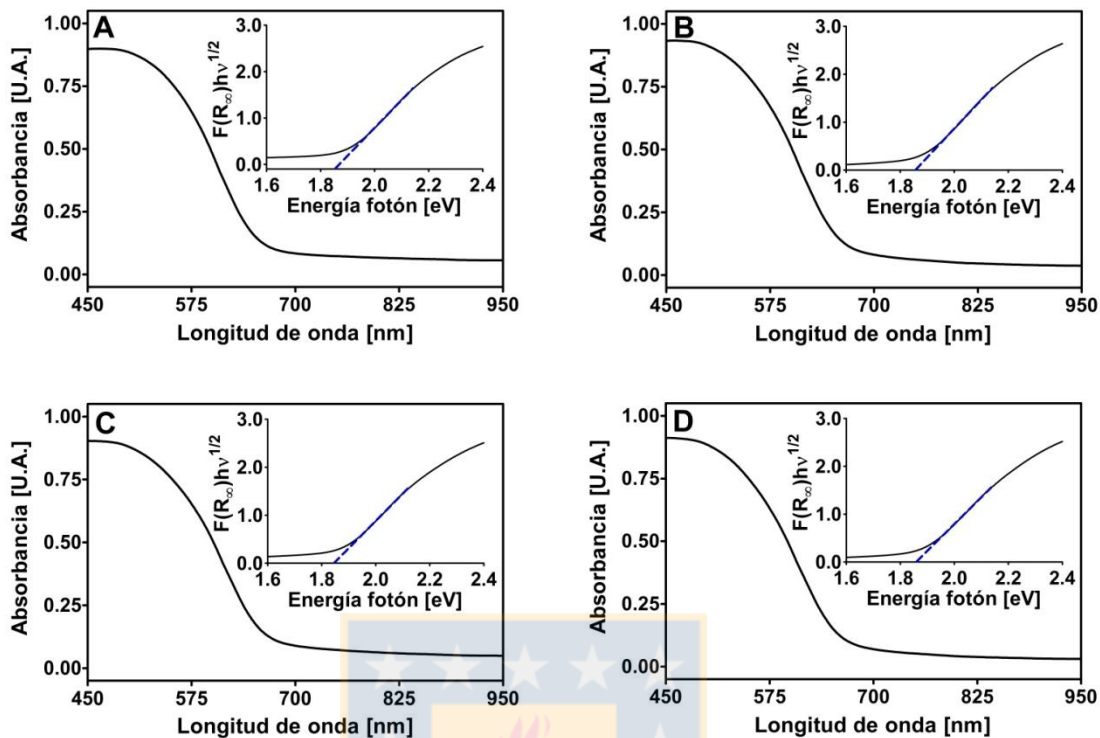 A
Absorbancia [U.A.]
1.00
0.75
0.50
0.25
0.00
450 575 700 825 950
Longitud de onda [nm]
F(R∞)hν^1/2
3.0
2.0
1.0
0.0
1.6 1.8 2.0 2.2 2.4
Energía fotón [eV]
B
Absorbancia [U.A.]
1.00
0.75
0.50
0.25
0.00
450 575 700 825 950
Longitud de onda [nm]
F(R∞)hν^1/2
3.0
2.0
1.0
0.0
1.6 1.8 2.0 2.2 2.4
Energía fotón [eV]
C
Absorbancia [U.A.]
1.00
0.75
0.50
0.25
0.00
450 575 700 825 950
Longitud de onda [nm]
F(R∞)hν^1/2
3.0
2.0
1.0
0.0
1.6 1.8 2.0 2.2 2.4
Energía fotón [eV]
D
Absorbancia [U.A.]
1.00
0.75
0.50
0.25
0.00
450 575 700 825 950
Longitud de onda [nm]
F(R∞)hν^1/2
3.0
2.0
1.0
0.0
1.6 1.8 2.0 2.2 2.4
Energía fotón [eV]